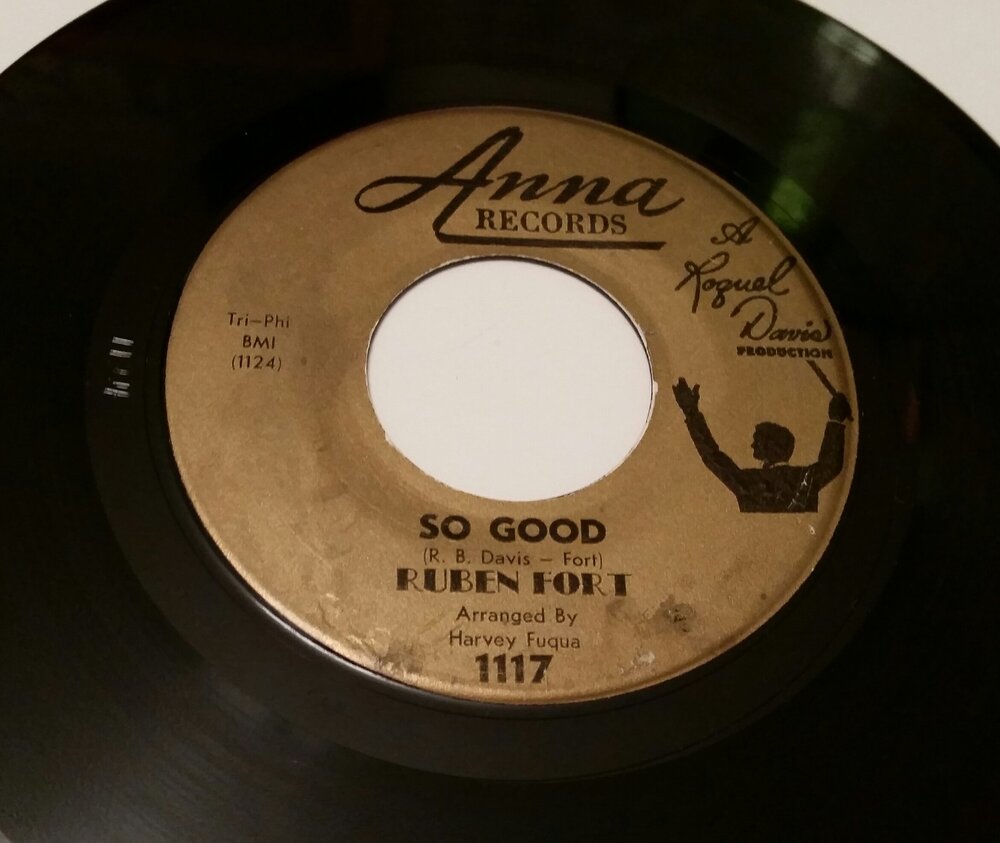 Anna
RECORDS
A
Roquel
Davis
PRODUCTION
Tri-Phi
BMI
(1124)
SO GOOD
(R. B. Davis – Fort)
RUBEN FORT
Arranged By
Harvey Fuqua
1117